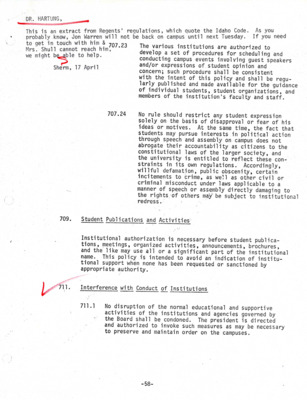 DR. HARTUNG,
This is an extract from Regents' regulations, which quote the Idaho Code. As you
probably know, Jon Warren will not be back on campus until next Tuesday. If you need
to get in touch with him &
Mrs. Shull cannot reach him,
we might be able to help.
Sherm, 17 April
707.23 The various institutions are authorized to
develop a set of procedures for scheduling and
conducting campus events involving guest speakers
and/or expressions of student opinion and
concern; such procedure shall be consistent
with the intent of this policy and shall be regu-
larly published and made available for the guidance
of individual students, student organizations, and
members of the institution's faculty and staff.
707.24 No rule should restrict any student expression
solely on the basis of disapproval or fear of his
ideas or motives. At the same time, the fact that
students may pursue interests in political action
through speech and assembly on campus does not
abrogate their accountability as citizens to the
constitutional laws of the larger society, and
the university is entitled to reflect these con-
straints in its own regulations. Accordingly,
willful defamation, public obscenity, certain
incitements to crime, as well as other civil or
criminal misconduct under laws applicable to a
manner of speech or assembly directly damaging to
the rights of others may be subject to institutional
redress.
709. Student Publications and Activities
Institutional authorization is necessary before student publica-
tions, meetings, organized activities, announcements, brochures,
and the like may use all or a significant part of the institutional
name. This policy is intended to avoid an indication of institu-
tional support when none has been requested or sanctioned by
appropriate authority.
711. Interference with Conduct of Institutions
711.1 No disruption of the normal educational and supportive
activities of the institutions and agencies governed by
the Board shall be condoned. The president is directed
and authorized to invoke such measures as may be necessary
to preserve and maintain order on the campuses.
-58-